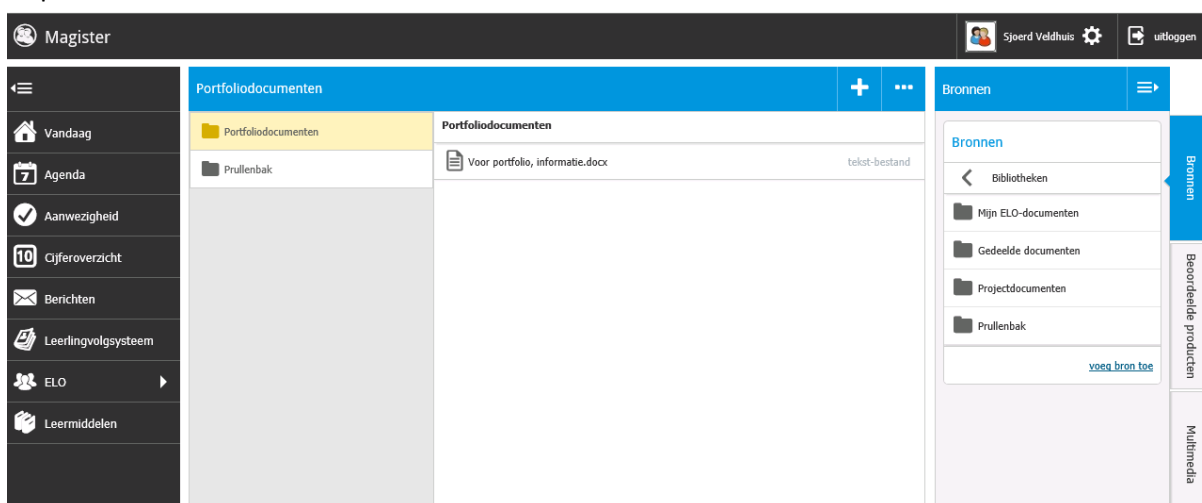 Magister
Sjoerd Veldhuis
uitloggen
Vandaag
7
Agenda
Aanwezigheid
10
Cijferoverzicht
Berichten
Leerlingvolgsysteem
ELO
Leermiddelen
Portfoliodocumenten
Portfoliodocumenten
Prullenbak
Portfoliodocumenten
Voor portfolio, informatie.docx
tekst-bestand
Bronnen
Bronnen
Bibliotheken
Mijn ELO-documenten
Gedeelde documenten
Projectdocumenten
Prullenbak
voeg bron toe
Bronnen
Beoordeelde producten
Multimedia